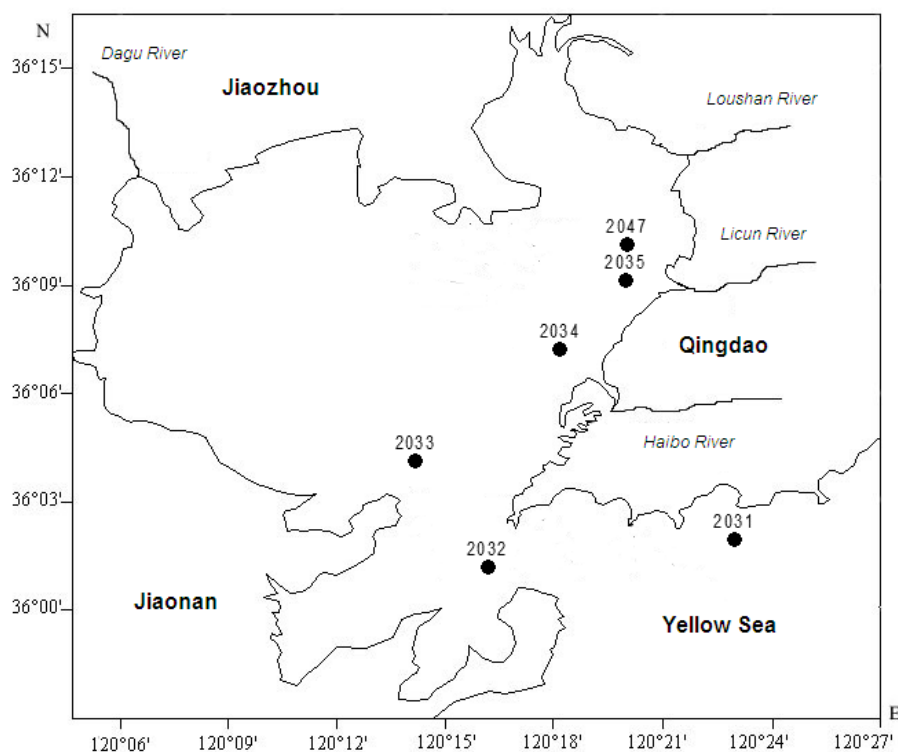 N
Dagu River
36°15'
Jiaozhou
Loushan River
36°12'
2047
Licun River
2035
36°09'
2034
Qingdao
36°06'
2033
Haibo River
36°03'
2031
2032
36°00'
Jiaonan
Yellow Sea
E
120°06'
120°09'
120°12'
120°15'
120°18'
120°21'
120°24'
120°27'